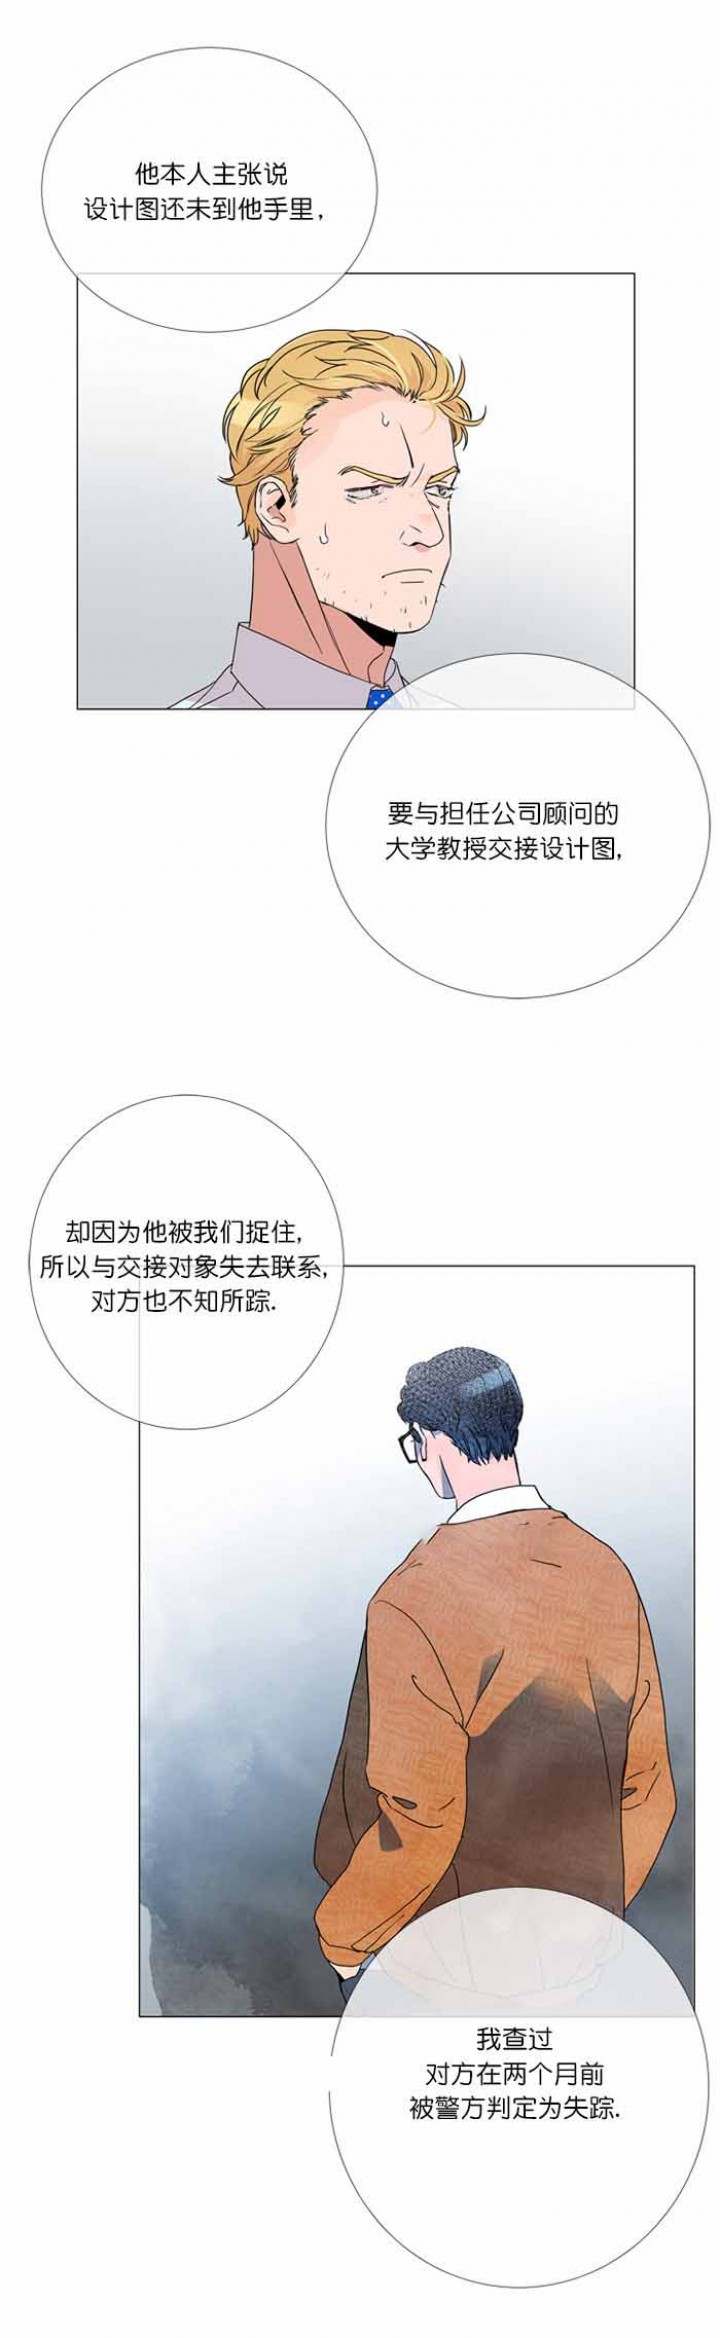 他本人主张说
设计图还未到他手里，
要与担任公司顾问的
大学教授交接设计图,
却因为他被我们捉住,
所以与交接对象失去联系,
对方也不知所踪.
我查过
对方在两个月前
被警方判定为失踪.